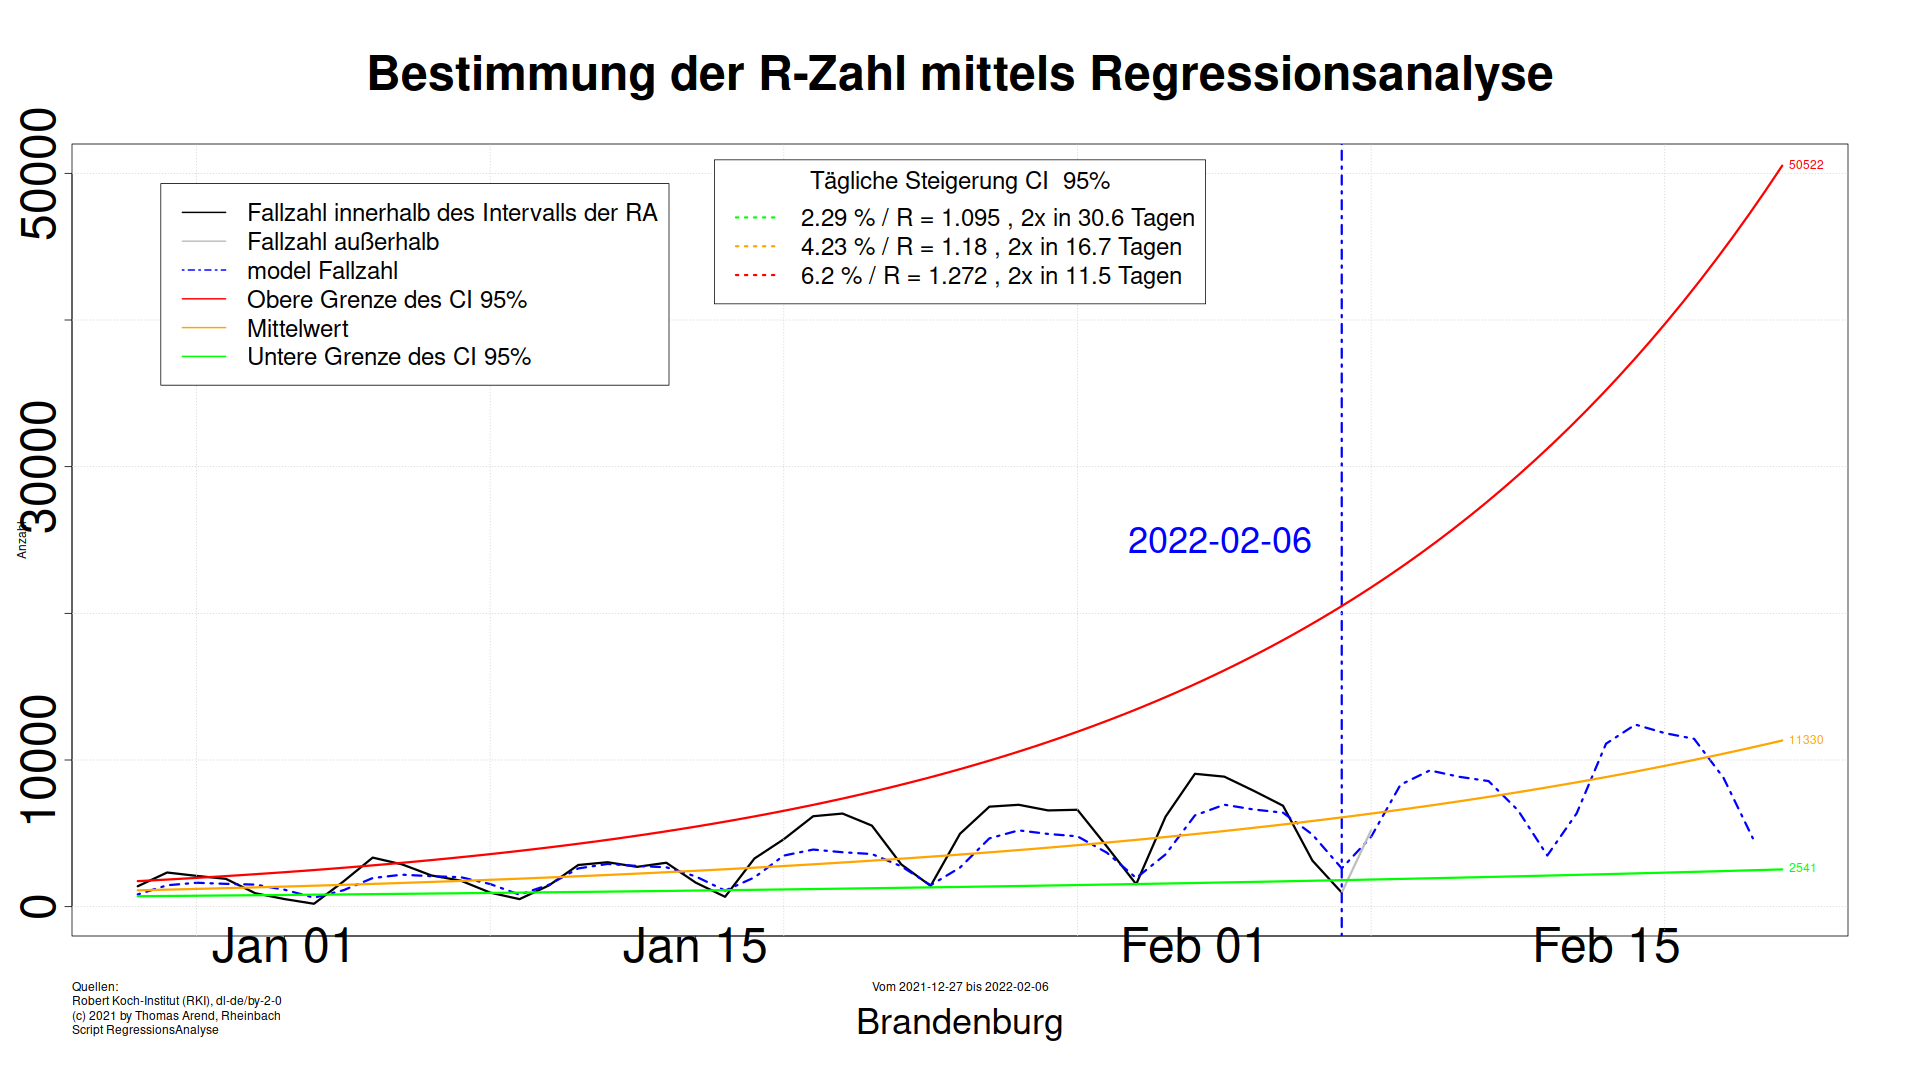 Bestimmung der R-Zahl mittels Regressionsanalyse
50000
30000
10000
0
Anzahl
Fallzahl innerhalb des Intervalls der RA
Fallzahl außerhalb
model Fallzahl
Obere Grenze des CI 95%
Mittelwert
Untere Grenze des CI 95%
Tägliche Steigerung CI 95%
2.29 % / R = 1.095 , 2x in 30.6 Tagen
4.23 % / R = 1.18 , 2x in 16.7 Tagen
6.2 % / R = 1.272 , 2x in 11.5 Tagen
50522
2022-02-06
11330
2541
Jan 01
Jan 15
Feb 01
Feb 15
Quellen:
Robert Koch-Institut (RKI), dl-de/by-2-0
(c) 2021 by Thomas Arend, Rheinbach
Script RegressionsAnalyse
Vom 2021-12-27 bis 2022-02-06
Brandenburg